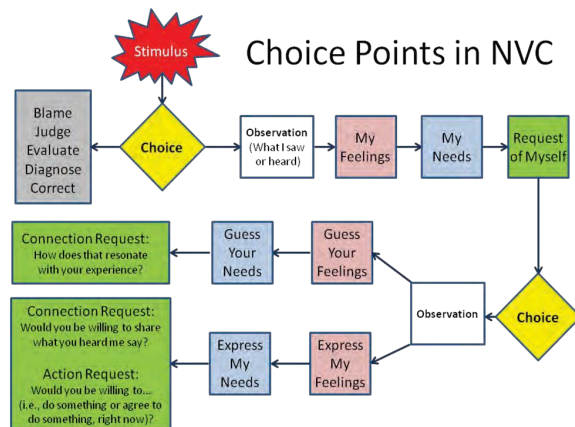 Stimulus
Choice Points in NVC
Blame
Judge
Evaluate
Diagnose
Correct
Choice
Observation
(What I saw
or heard)
My
Feelings
My
Needs
Request
of Myself
Connection Request:
How does that resonate
with your experience?
Guess
Your
Needs
Guess
Your
Feelings
Observation
Choice
Connection Request:
Would you be willing to share
what you heard me say?
Action Request:
Would you be willing to....
(i.e., do something or agree to
do something, right now)?
Express
My
Needs
Express
My
Feelings